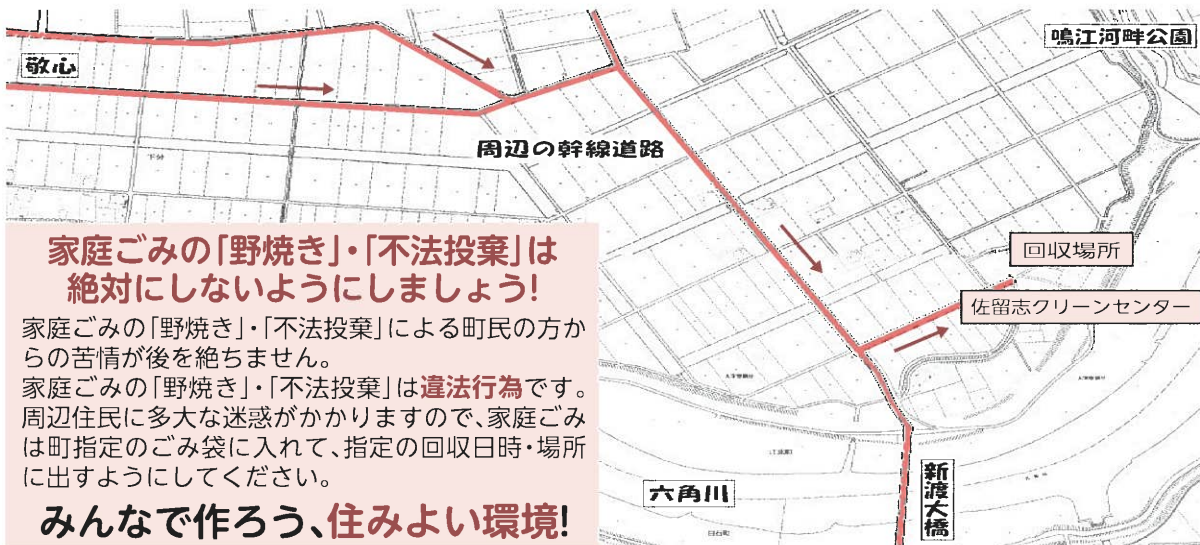 敬心
鳴江河畔公園
周辺の幹線道路
下分
回収場所
佐留志クリーンセンター
家庭ごみの「野焼き」・「不法投棄」は
絶対にしないようにしましょう!
家庭ごみの「野焼き」・「不法投棄」による町民の方か
らの苦情が後を絶ちません。
家庭ごみの「野焼き」・「不法投棄」は違法行為です。
周辺住民に多大な迷惑がかかりますので、家庭ごみ
は町指定のごみ袋に入れて、指定の回収日時・場所
に出すようにしてください。
みんなで作ろう、住みよい環境!
六角川
新渡大橋
白石町